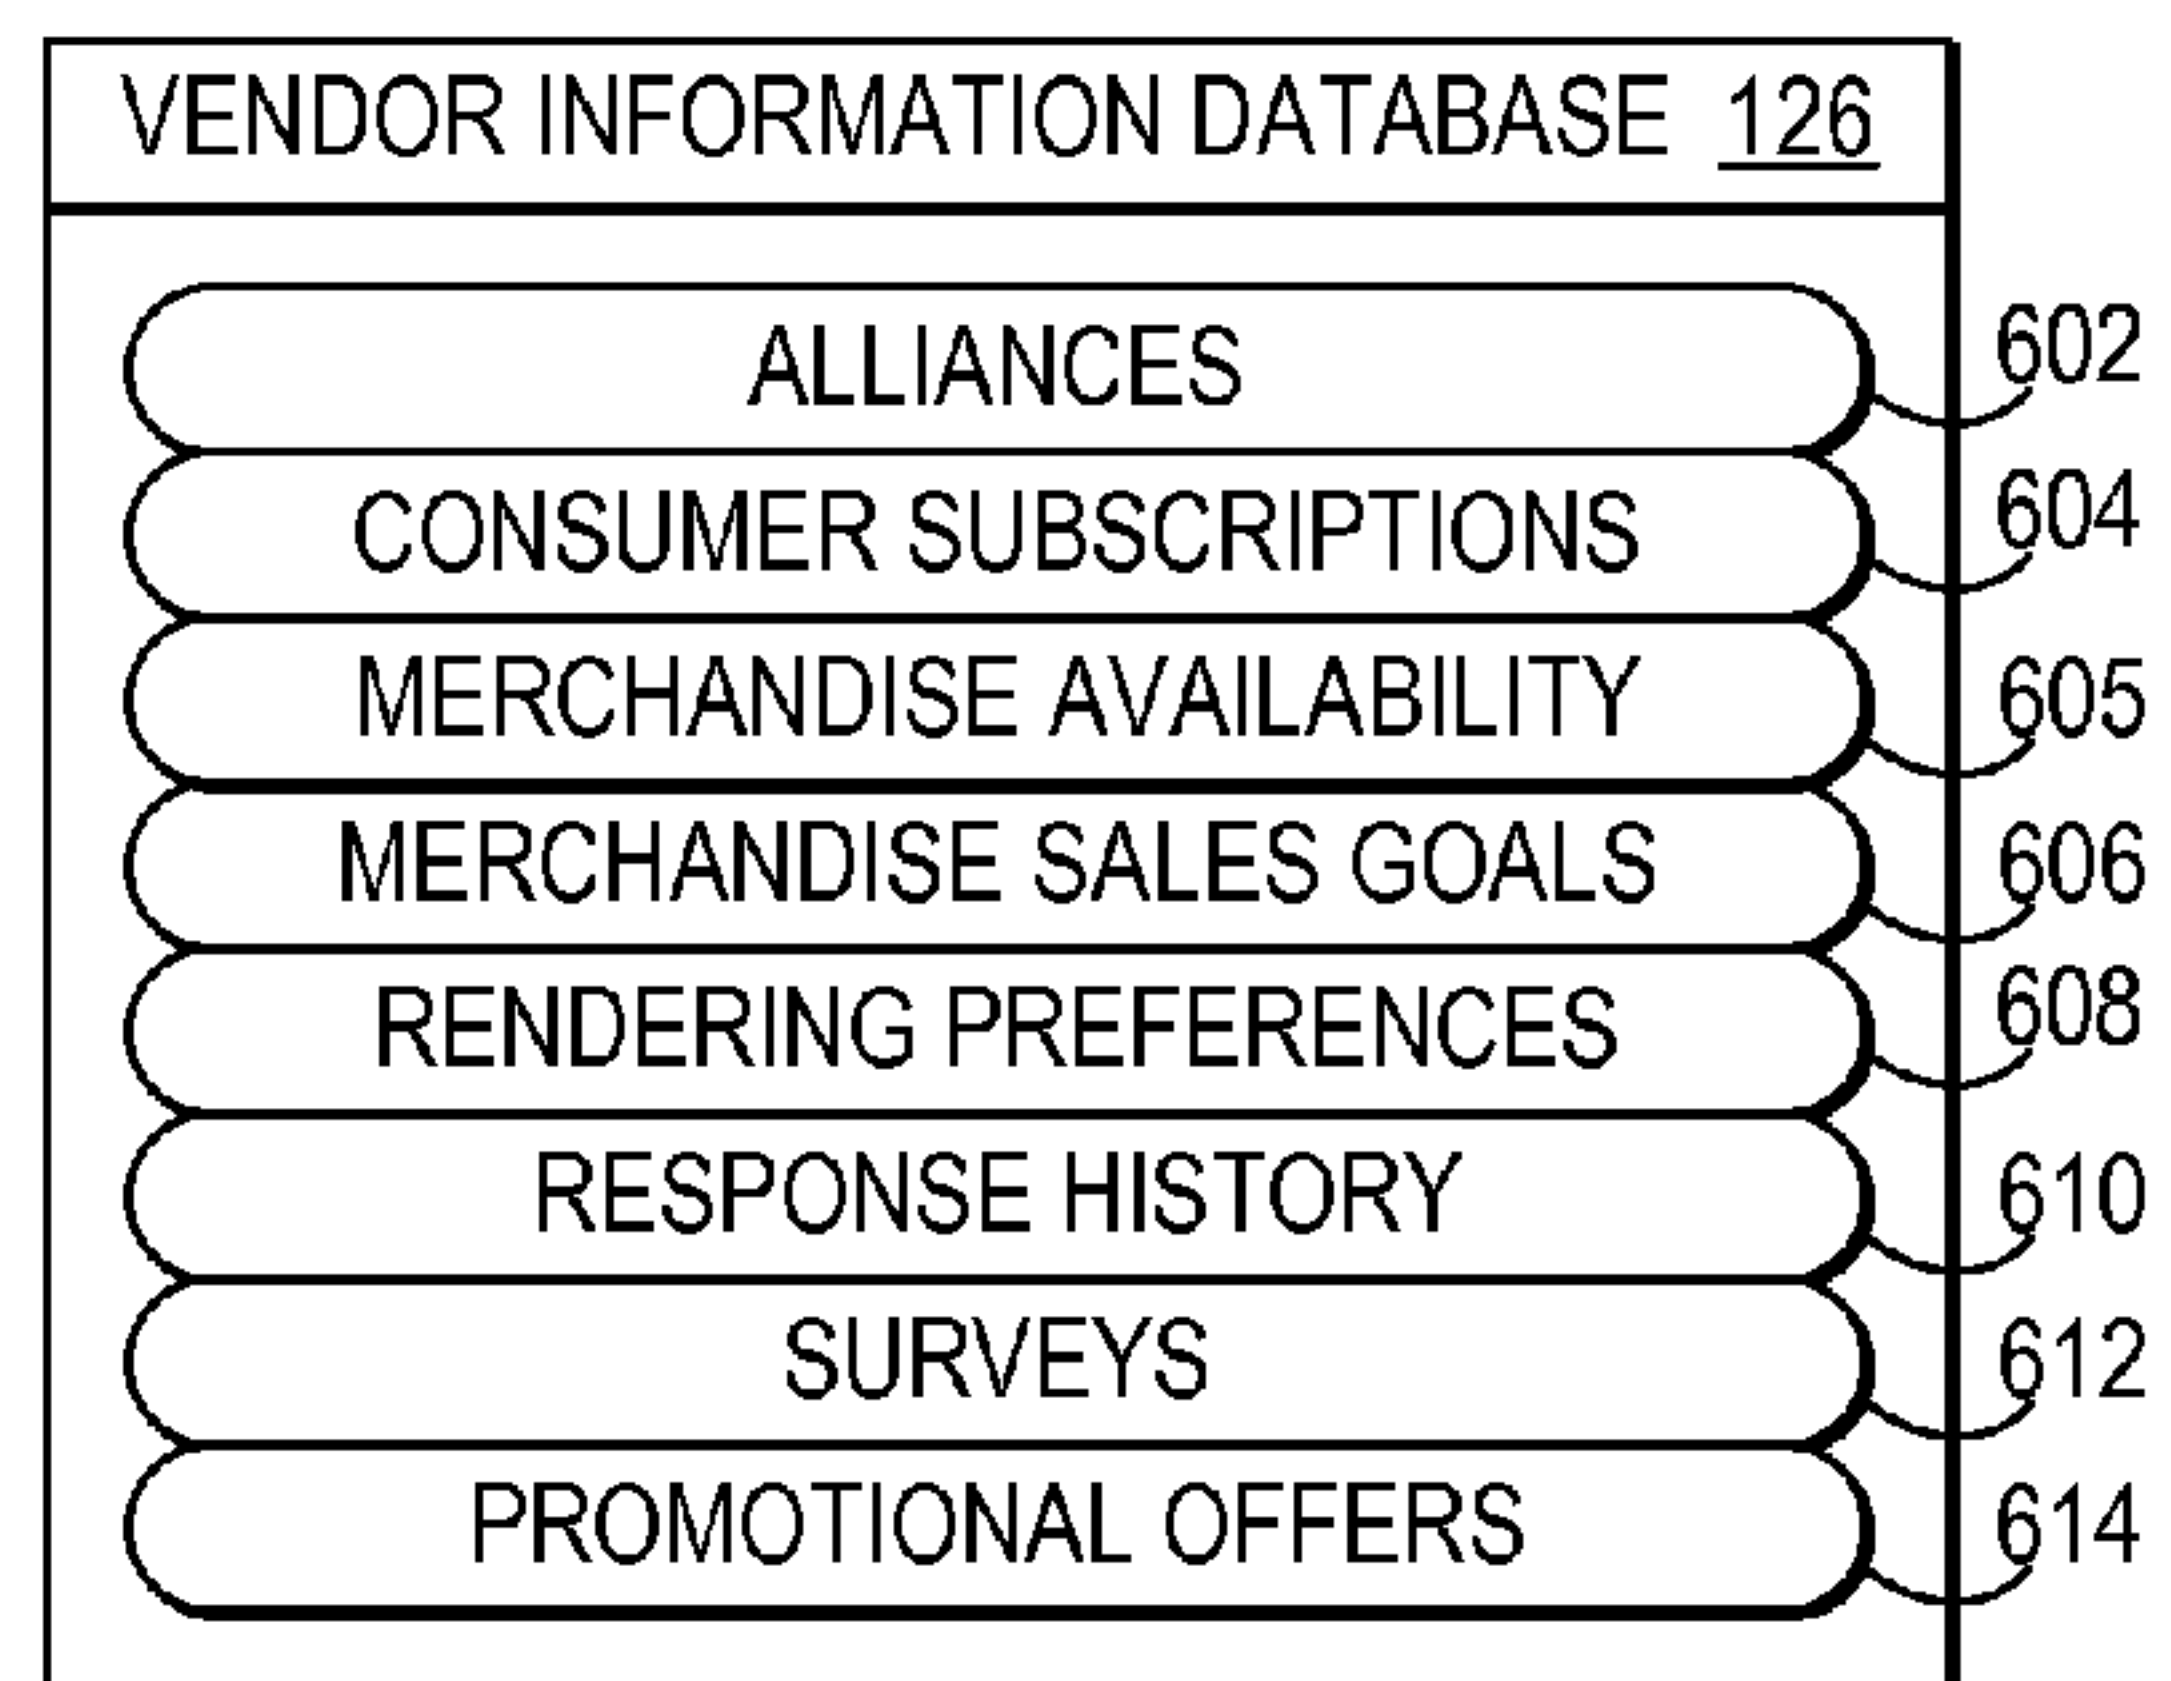 VENDOR INFORMATION DATABASE 126
ALLIANCES 602
CONSUMER SUBSCRIPTIONS 604
MERCHANDISE AVAILABILITY 605
MERCHANDISE SALES GOALS 606
RENDERING PREFERENCES 608
RESPONSE HISTORY 610
SURVEYS 612
PROMOTIONAL OFFERS 614